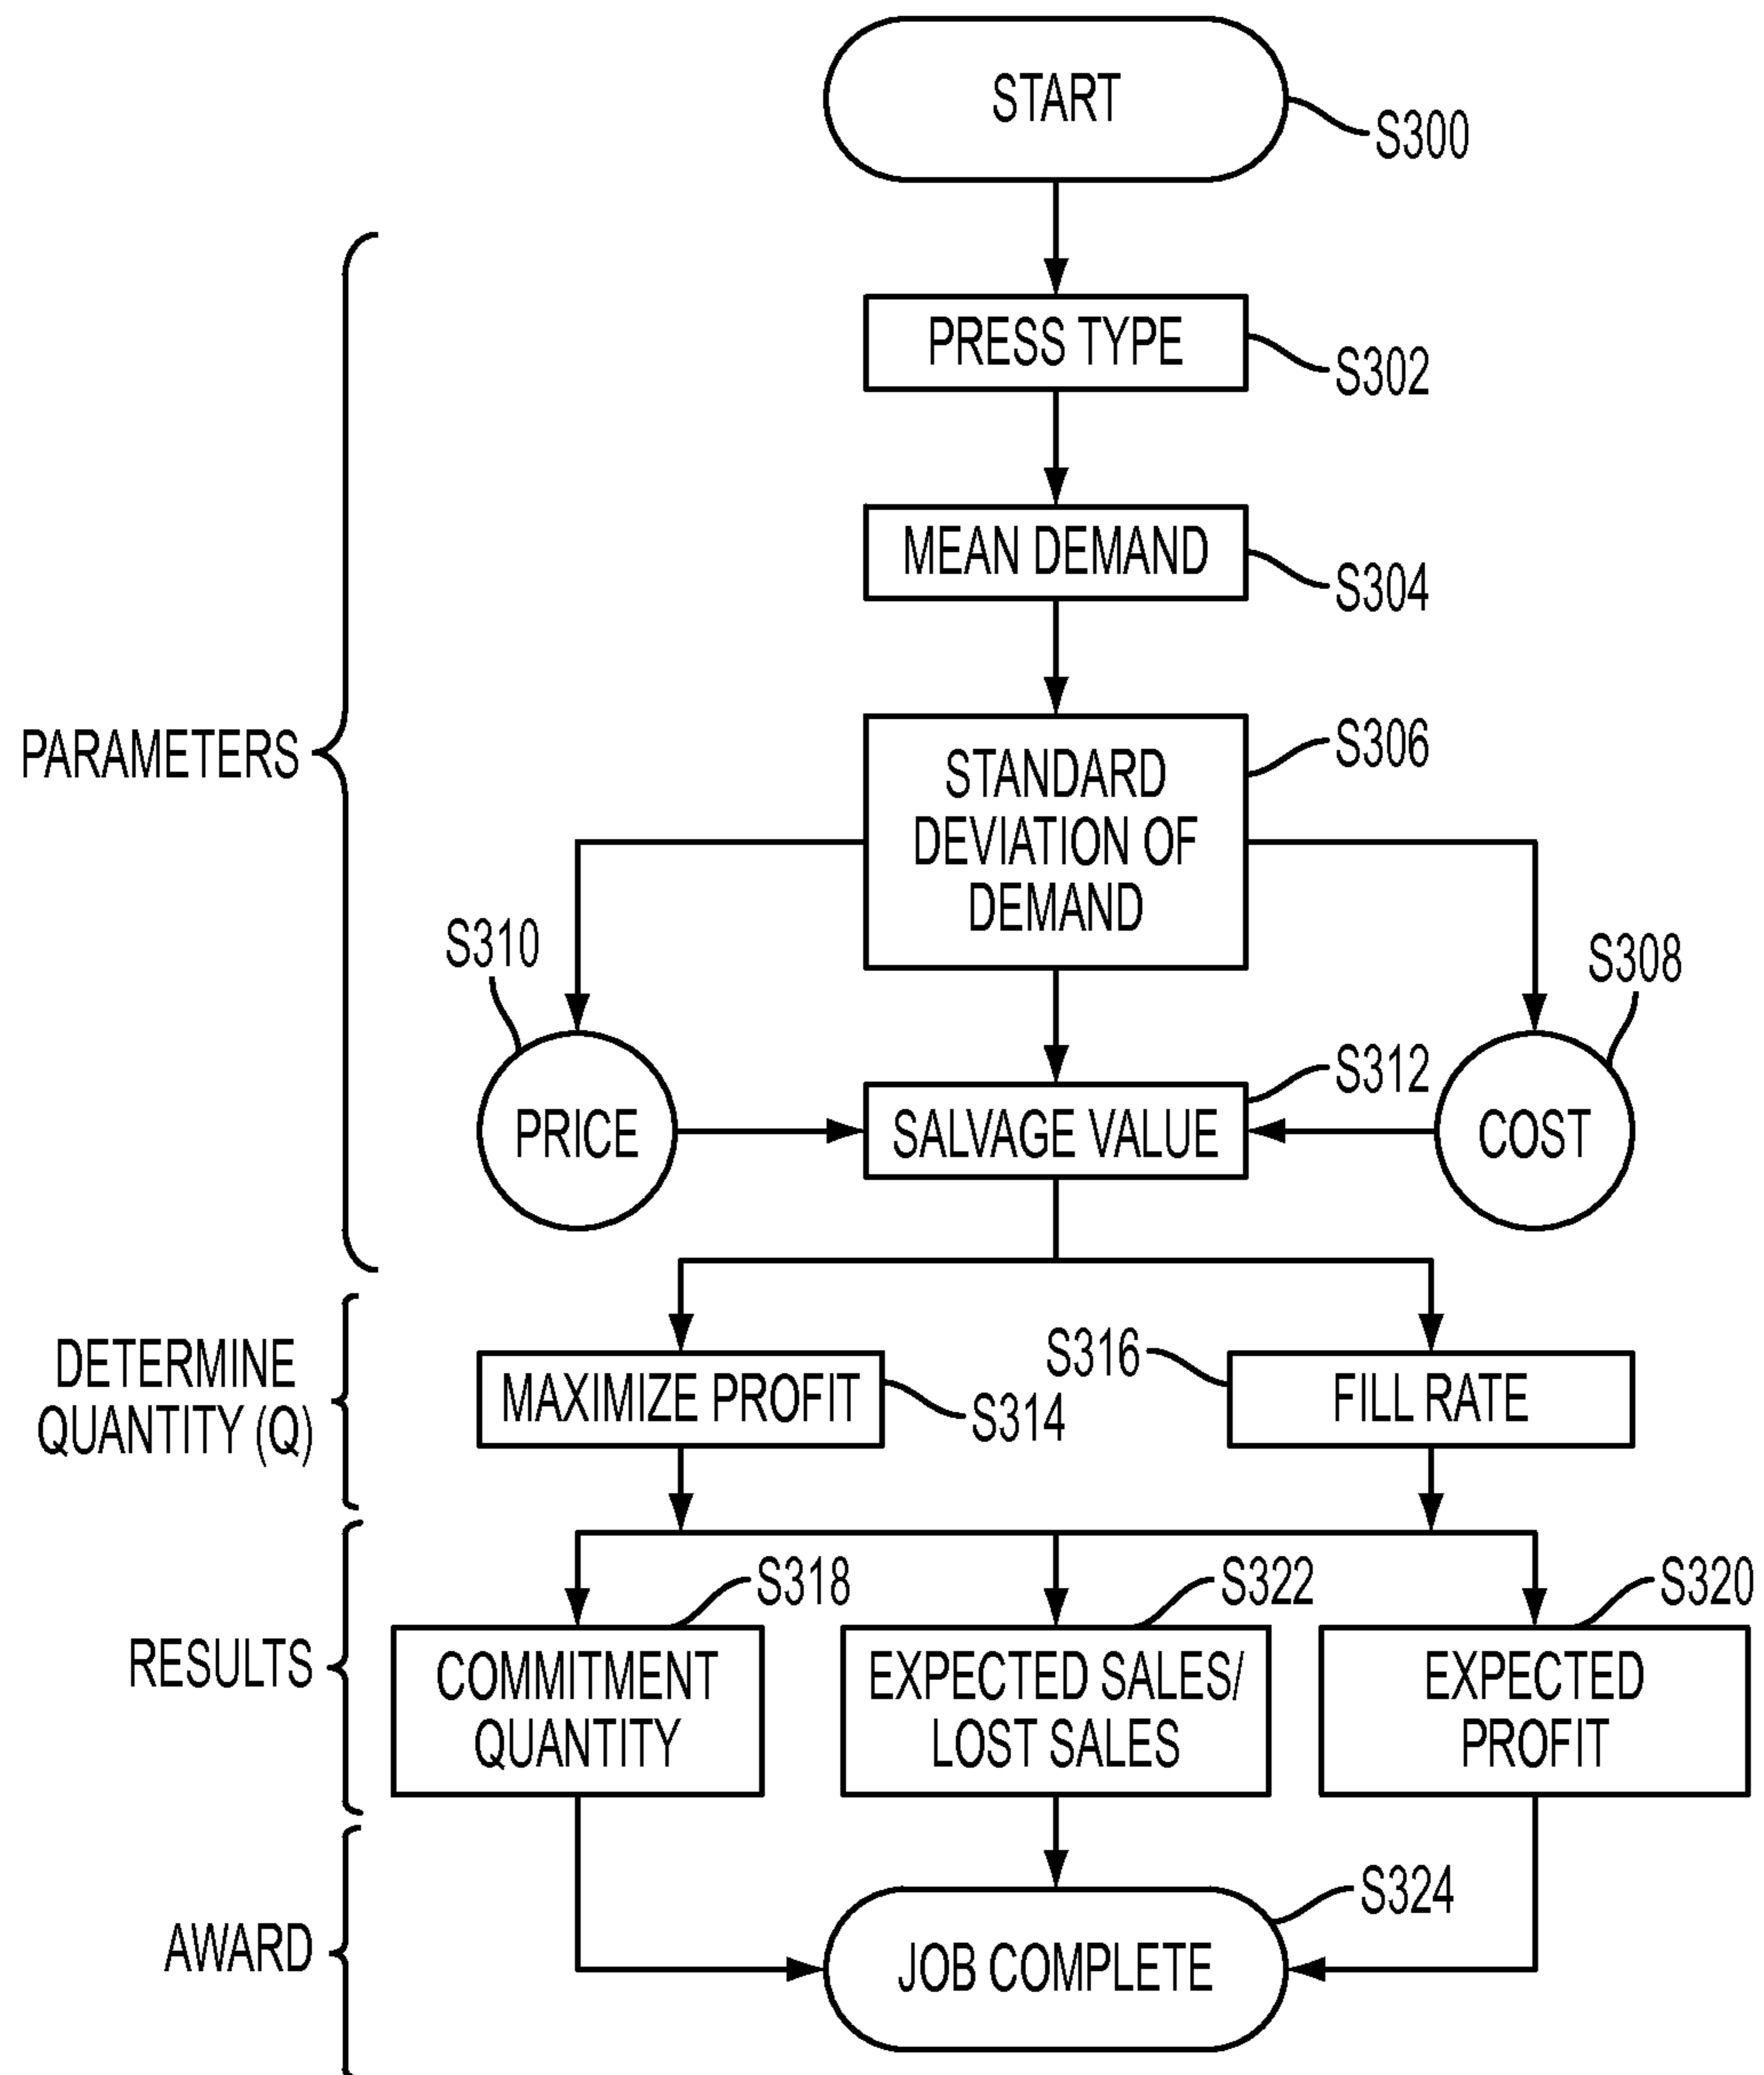 START
S300
PRESS TYPE
S302
MEAN DEMAND
S304
PARAMETERS
STANDARD
DEVIATION OF
DEMAND
S306
S310
S308
PRICE
SALVAGE VALUE
S312
COST
DETERMINE
QUANTITY (Q)
MAXIMIZE PROFIT
S314
S316
FILL RATE
RESULTS
S318
S322
S320
COMMITMENT
QUANTITY
EXPECTED SALES/
LOST SALES
EXPECTED
PROFIT
AWARD
S324
JOB COMPLETE